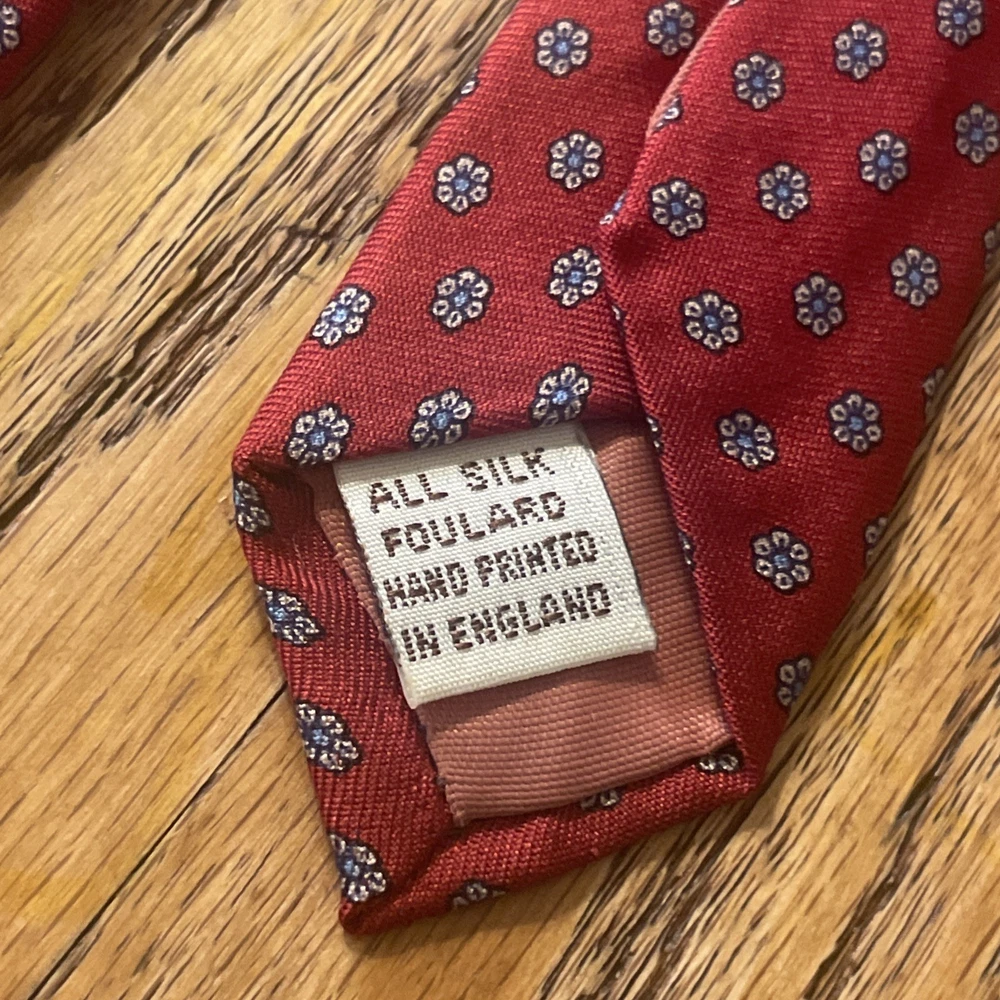 ALL SILK
FOULARD
HAND PRINTED
IN ENGLAND